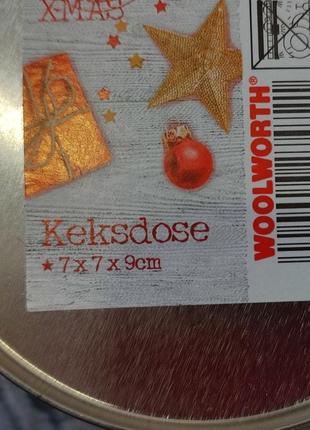 XMAS
Keksdose
★ 7 x 7 x 9cm
WOOLWORTH®